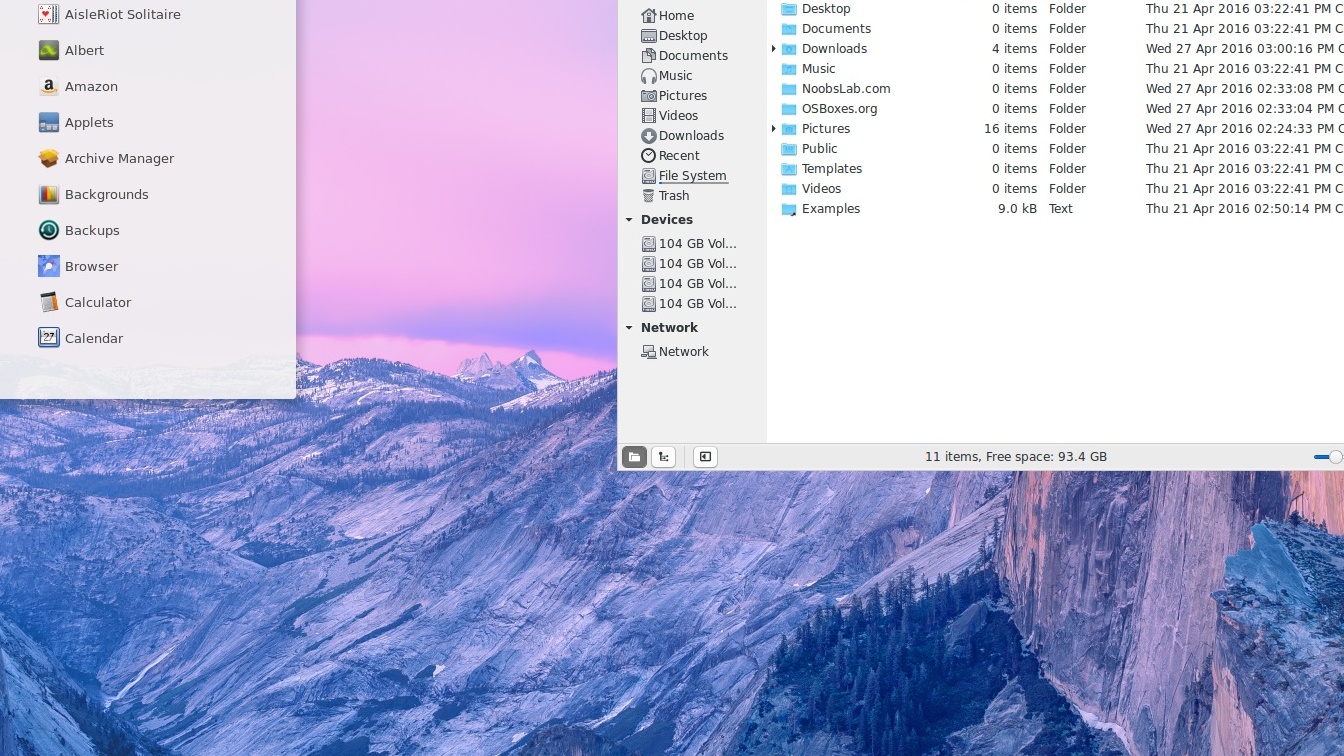 AisleRiot Solitaire
Albert
Amazon
Applets
Archive Manager
Backgrounds
Backups
Browser
Calculator
27 Calendar
Home
Desktop
Documents
Music
Pictures
Videos
Downloads
Recent
File System
Trash
Devices
104 GB Vol...
104 GB Vol...
104 GB Vol...
104 GB Vol...
Network
Network
Desktop 0 items Folder Thu 21 Apr 2016 03:22:41 PM C
Documents 0 items Folder Thu 21 Apr 2016 03:22:41 PM C
Downloads 4 items Folder Wed 27 Apr 2016 03:00:16 PM C
Music 0 items Folder Thu 21 Apr 2016 03:22:41 PM C
NoobsLab.com 0 items Folder Wed 27 Apr 2016 02:33:08 PM C
OSBoxes.org 0 items Folder Wed 27 Apr 2016 02:33:04 PM C
Pictures 16 items Folder Wed 27 Apr 2016 02:24:33 PM C
Public 0 items Folder Thu 21 Apr 2016 03:22:41 PM C
Templates 0 items Folder Thu 21 Apr 2016 03:22:41 PM C
Videos 0 items Folder Thu 21 Apr 2016 03:22:41 PM C
Examples 9.0 kB Text Thu 21 Apr 2016 02:50:14 PM C
11 items, Free space: 93.4 GB